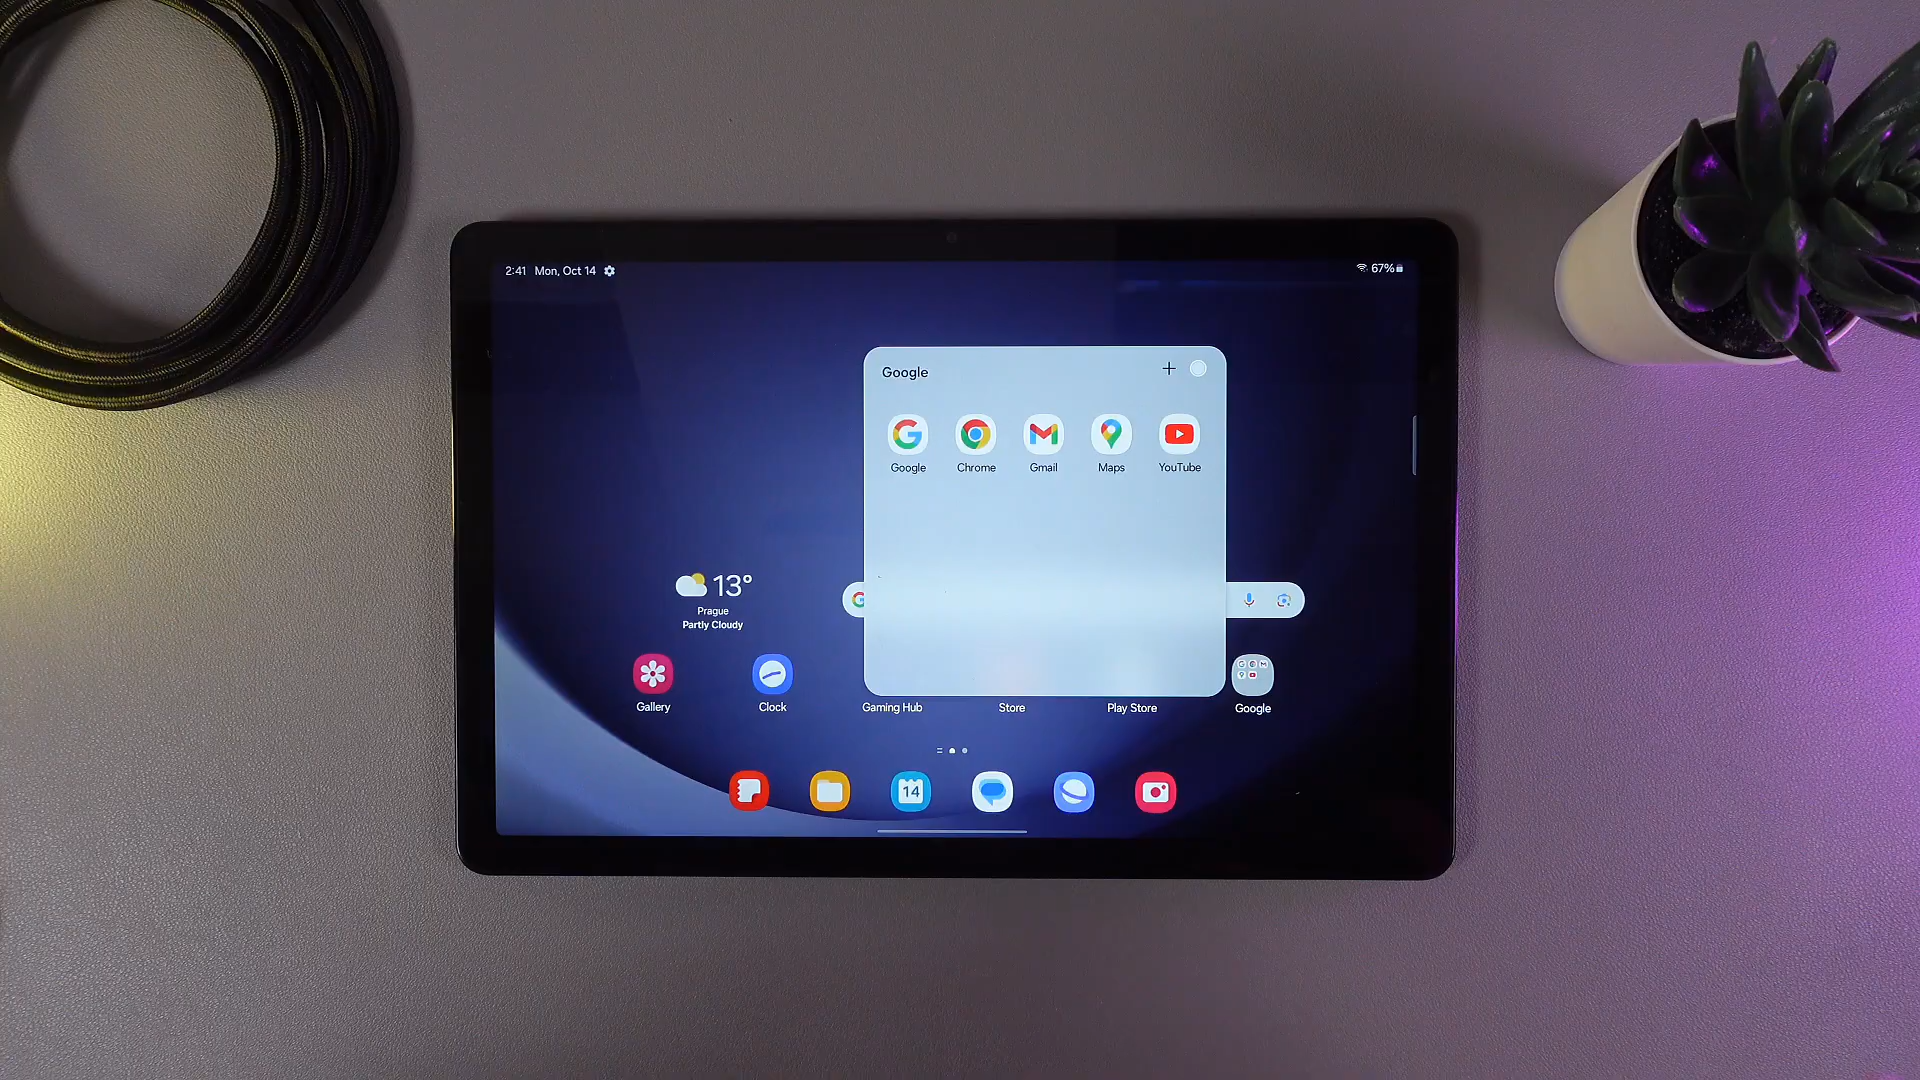 2:41 Mon, Oct 14
67%
Google
Google Chrome Gmail Maps YouTube
13°
Prague
Partly Cloudy
Gallery Clock Gaming Hub Store Play Store Google
14